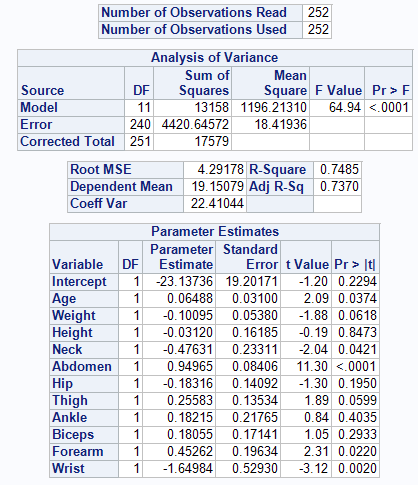 Number of Observations Read 252
Number of Observations Used 252
Analysis of Variance
Source DF Sum of Squares Mean Square F Value Pr > F
Model 11 13158 1196.21310 64.94 <.0001
Error 240 4420.64572 18.41936
Corrected Total 251 17579
Root MSE 4.29178 R-Square 0.7485
Dependent Mean 19.15079 Adj R-Sq 0.7370
Coeff Var 22.41044
Parameter Estimates
Variable DF Parameter Estimate Standard Error t Value Pr > |t|
Intercept 1 -23.13736 19.20171 -1.20 0.2294
Age 1 0.06488 0.03100 2.09 0.0374
Weight 1 -0.10095 0.05380 -1.88 0.0618
Height 1 -0.03120 0.16185 -0.19 0.8473
Neck 1 -0.47631 0.23311 -2.04 0.0421
Abdomen 1 0.94965 0.08406 11.30 <.0001
Hip 1 -0.18316 0.14092 -1.30 0.1950
Thigh 1 0.25583 0.13534 1.89 0.0599
Ankle 1 0.18215 0.21765 0.84 0.4035
Biceps 1 0.18055 0.17141 1.05 0.2933
Forearm 1 0.45262 0.19634 2.31 0.0220
Wrist 1 -1.64984 0.52930 -3.12 0.0020